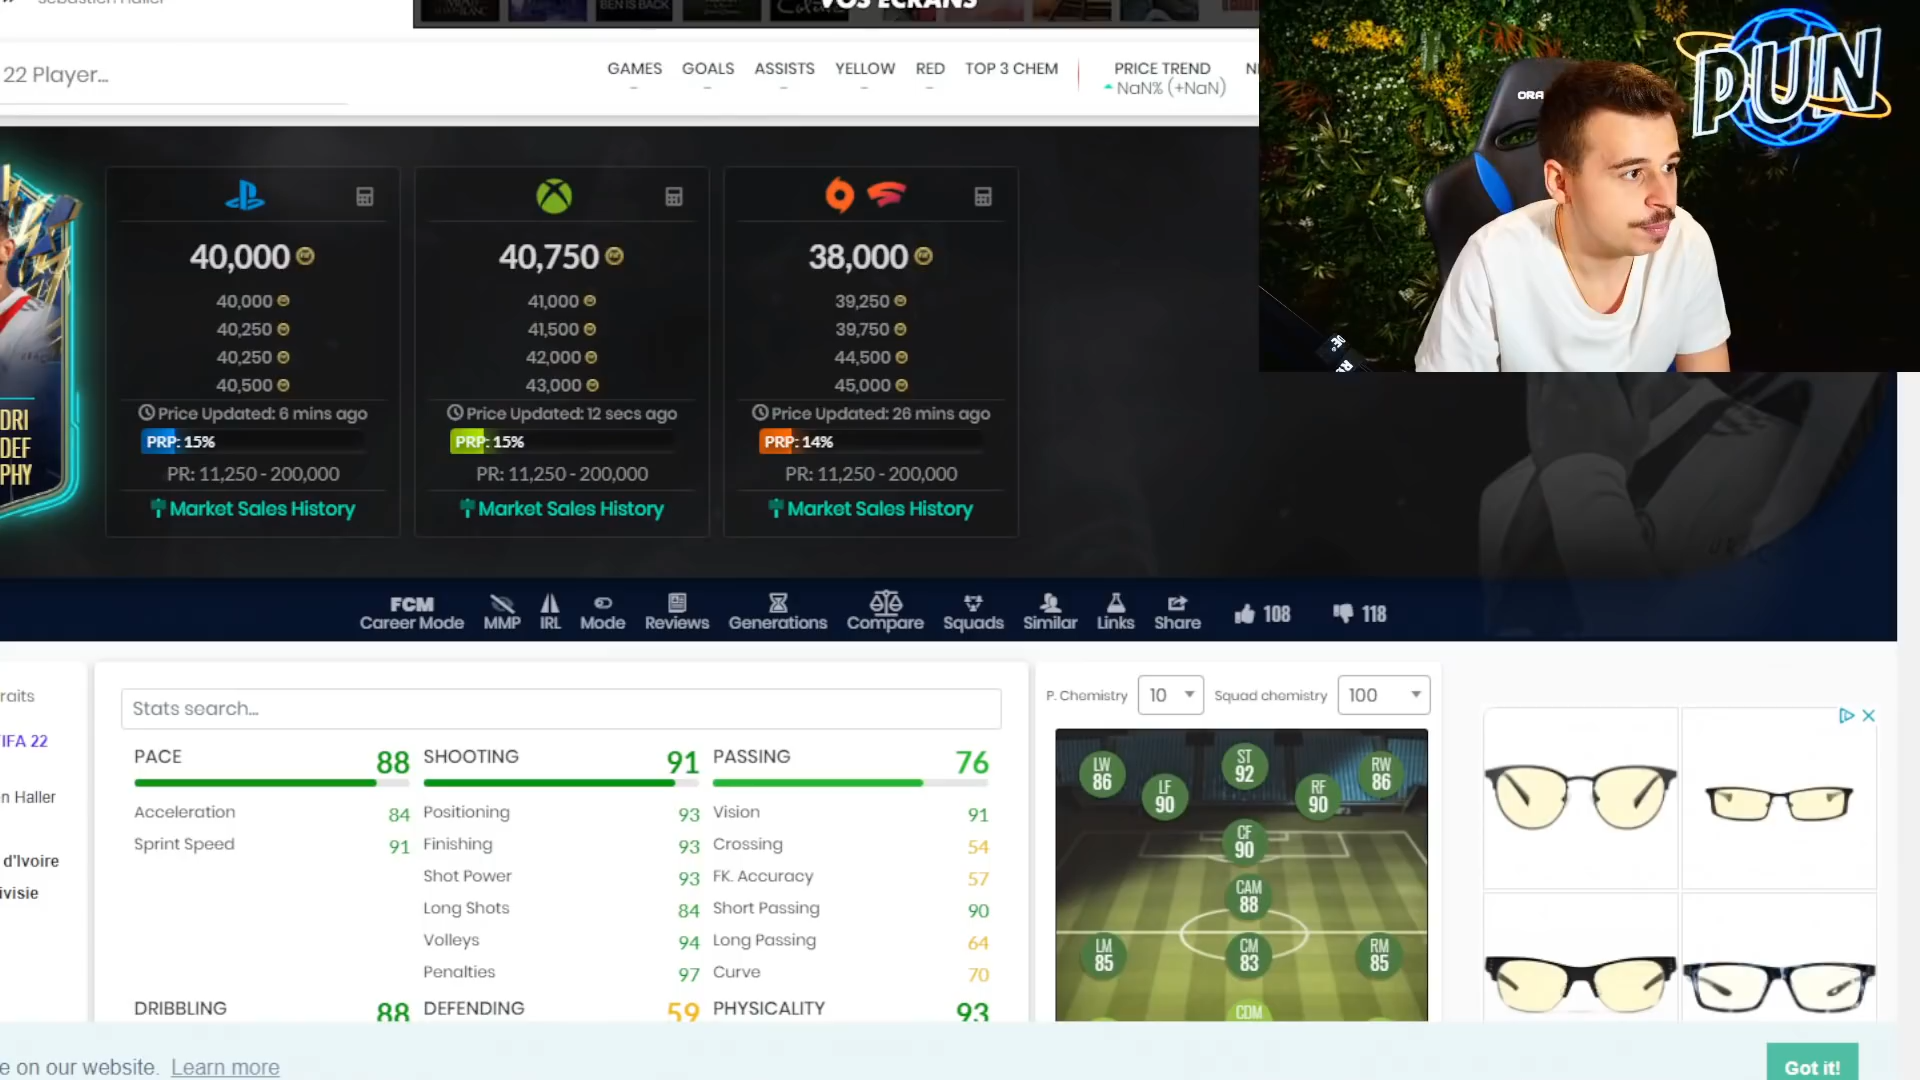 Sébastien Haller
BEN IS BACK
VOS ÉCRANS
22 Player...
GAMES GOALS ASSISTS YELLOW RED TOP 3 CHEM PRICE TREND
- - - - - NaN% (+NaN)
ORA
PUN
40,000 40,750 38,000
40,000 41,000 39,250
40,250 41,500 39,750
40,250 42,000 44,500
40,500 43,000 45,000
Price Updated: 6 mins ago Price Updated: 12 secs ago Price Updated: 26 mins ago
PRP: 15% PRP: 15% PRP: 14%
PR: 11,250 - 200,000 PR: 11,250 - 200,000 PR: 11,250 - 200,000
Market Sales History Market Sales History Market Sales History
DRI
DEF
PHY
FCM
Career Mode MMP IRL Mode Reviews Generations Compare Squads Similar Links Share 108 118
raits
IFA 22
n Haller
d'Ivoire
ivisie
Stats search...
PACE 88 SHOOTING 91 PASSING 76
Acceleration 84 Positioning 93 Vision 91
Sprint Speed 91 Finishing 93 Crossing 54
Shot Power 93 FK. Accuracy 57
Long Shots 84 Short Passing 90
Volleys 94 Long Passing 64
Penalties 97 Curve 70
DRIBBLING 88 DEFENDING 59 PHYSICALITY 93
P. Chemistry 10 Squad chemistry 100
LW 86
LF 90
ST 92
RF 90
RW 86
CF 90
CAM 88
LM 85
CM 83
RM 85
CDM
e on our website. Learn more
Got it!